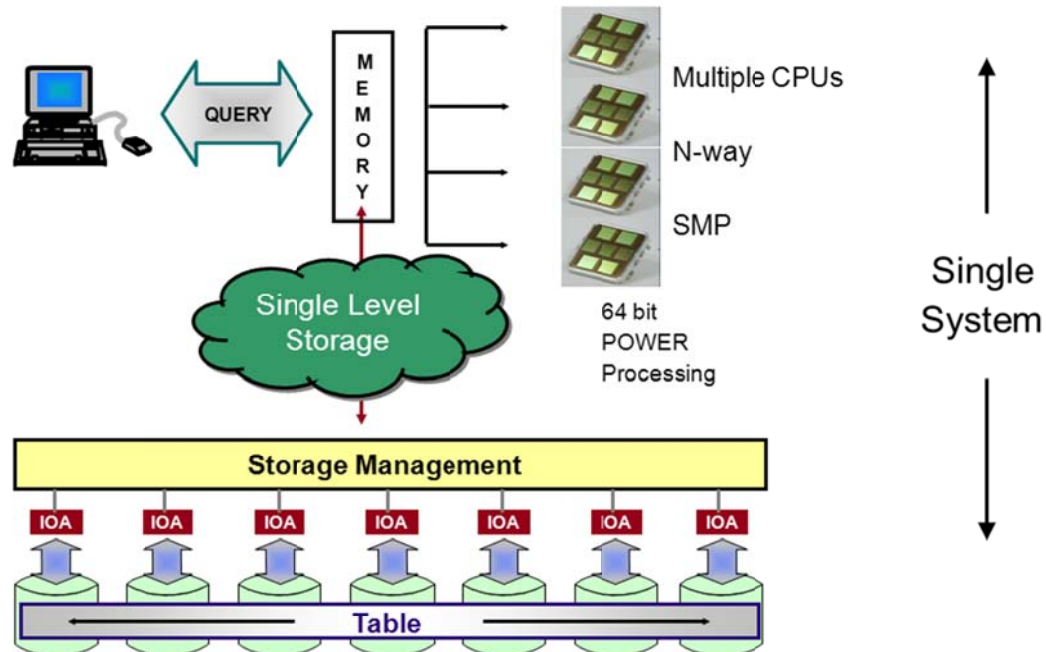 QUERY
M
E
M
O
R
Y
Multiple CPUs
N-way
SMP
64 bit
POWER
Processing
Single
System
Single Level
Storage
Storage Management
IOA IOA IOA IOA IOA IOA IOA
Table